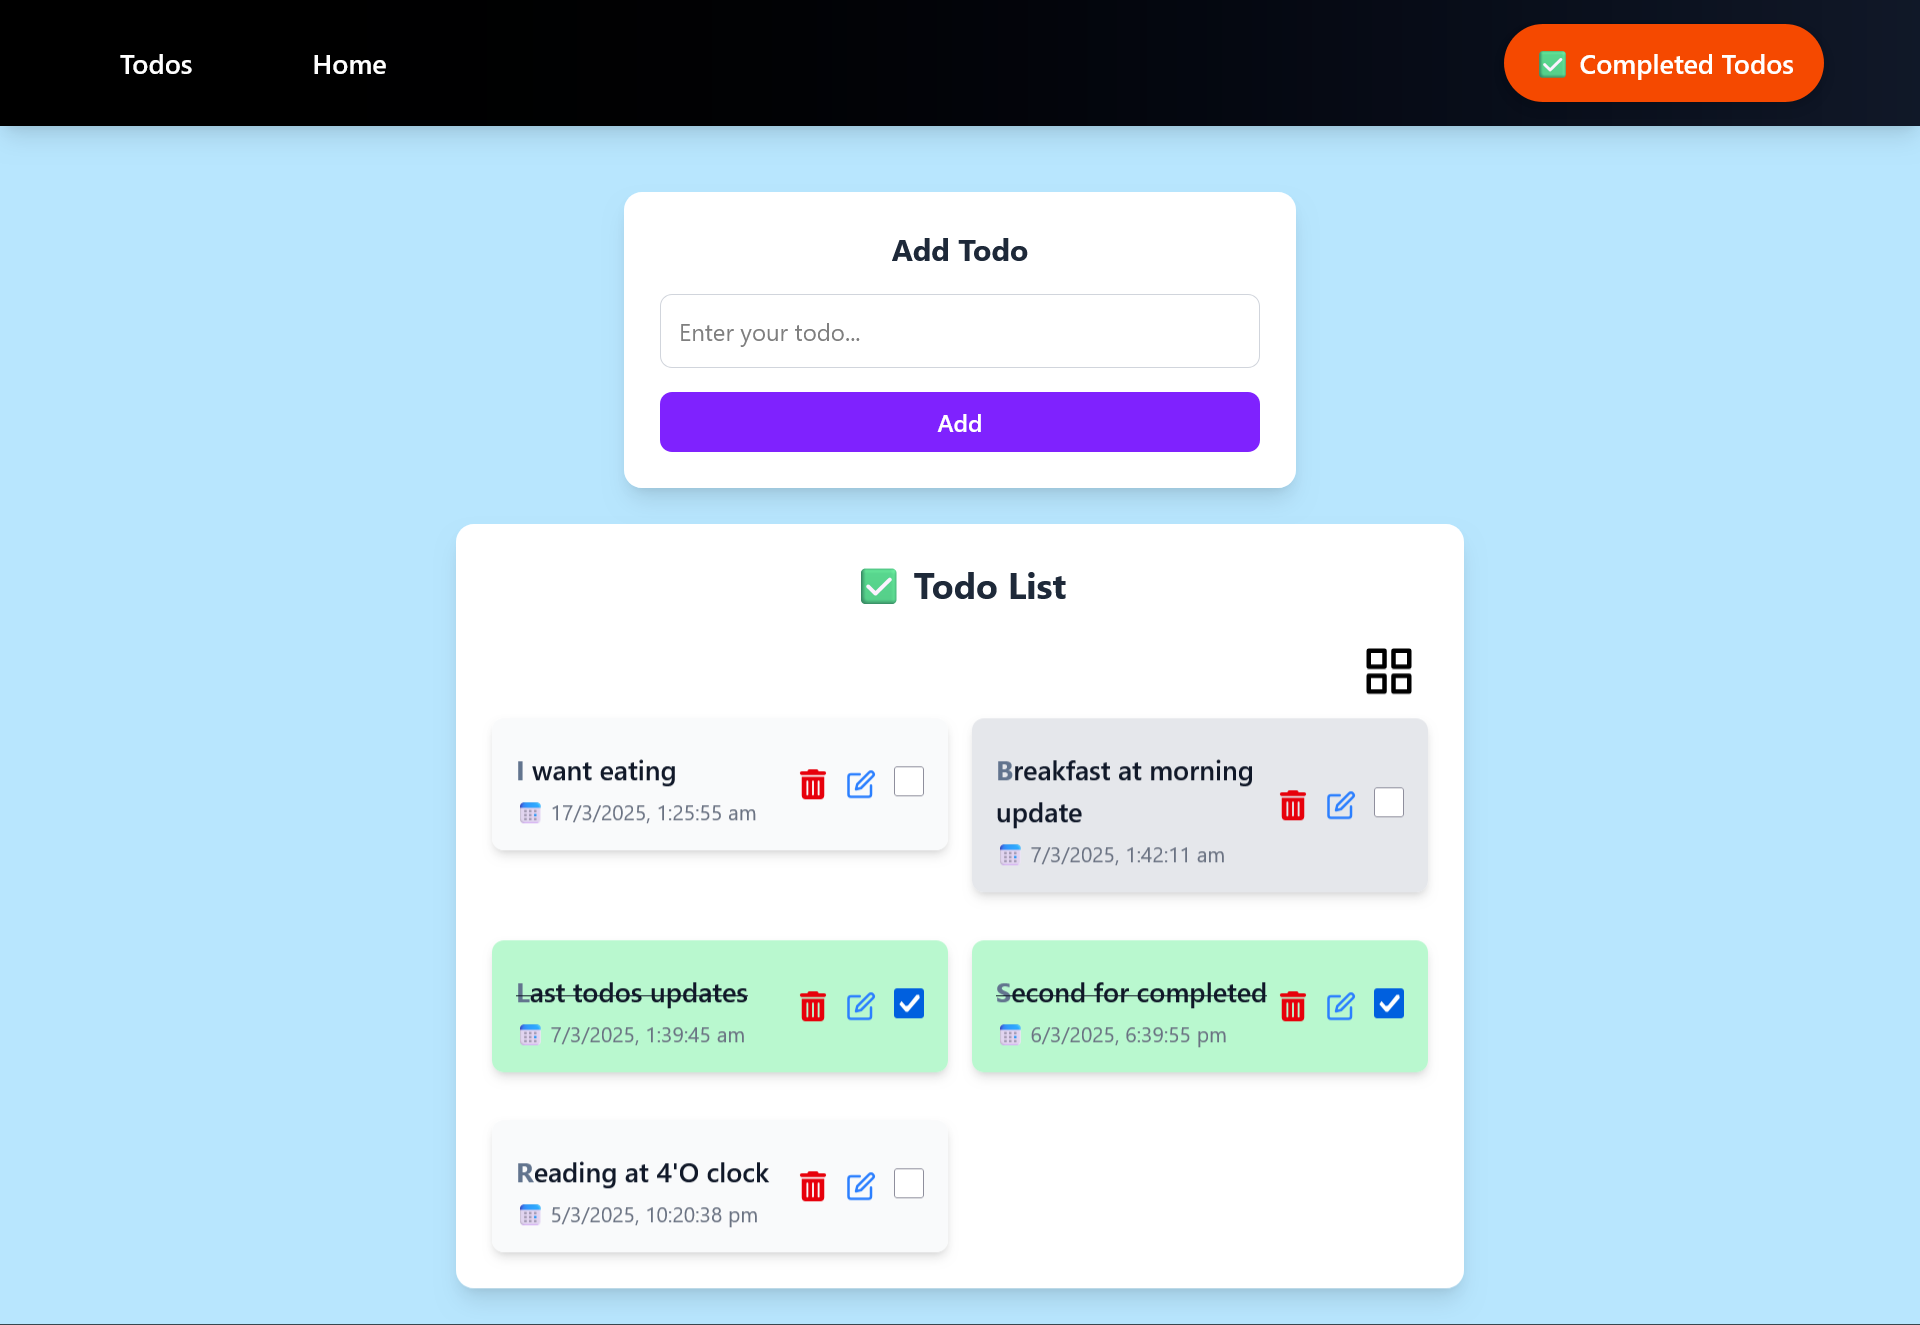 Todos Home ✅ Completed Todos
Add Todo
Enter your todo...
Add
✅ Todo List
I want eating
17/3/2025, 1:25:55 am
Breakfast at morning
update
7/3/2025, 1:42:11 am
Last todos updates
7/3/2025, 1:39:45 am
Second for completed
6/3/2025, 6:39:55 pm
Reading at 4'O clock
5/3/2025, 10:20:38 pm